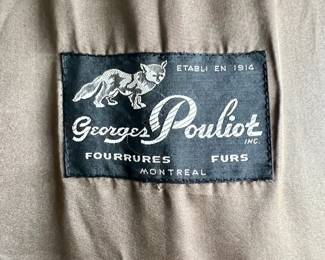 ETABLI EN 1914
Georges Pouliot
INC.
FOURRURES FURS
MONTREAL